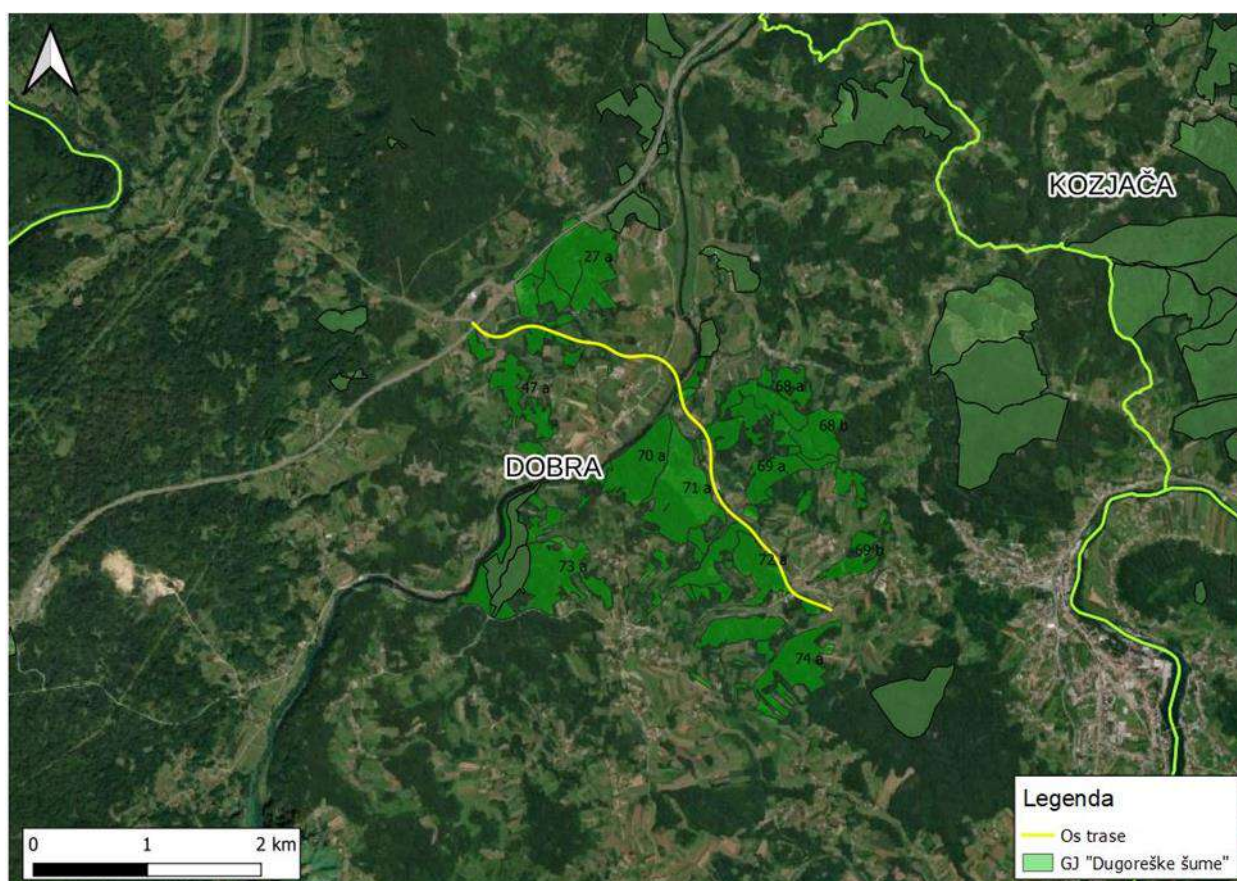 KOZJAČA
27 a
47 a
68 a
68 b
DOBRA
70 a
69 a
71 a
69 b
72 a
73 a
74 a
Legenda
Os trase
GJ "Dugoreške šume"
0 1 2 km